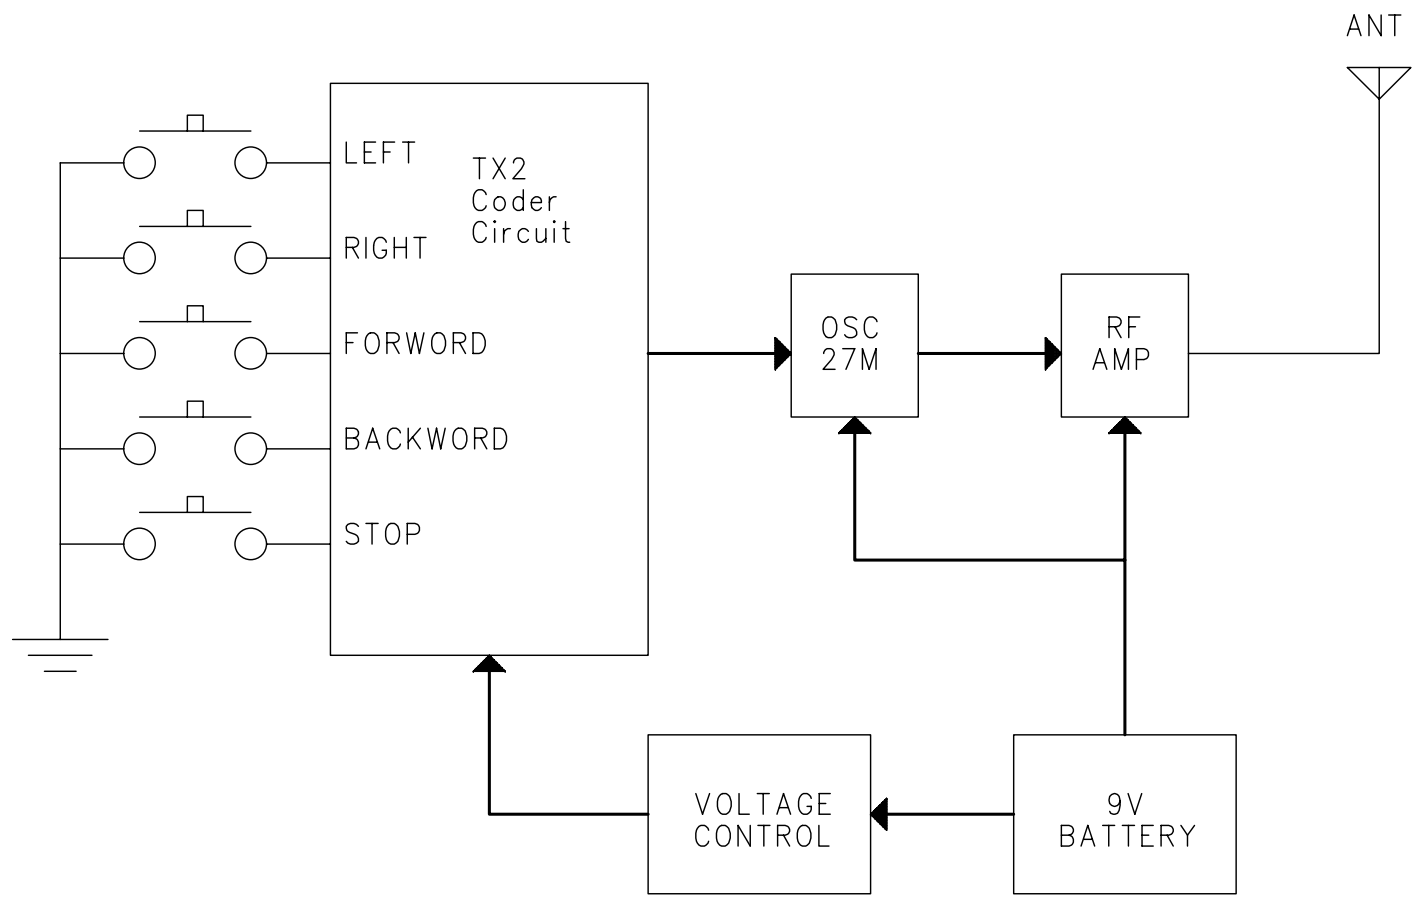 ANT
LEFT
RIGHT
FORWORD
BACKWORD
STOP
TX2
Coder
Circuit
OSC
27M
RF
AMP
VOLTAGE
CONTROL
9V
BATTERY